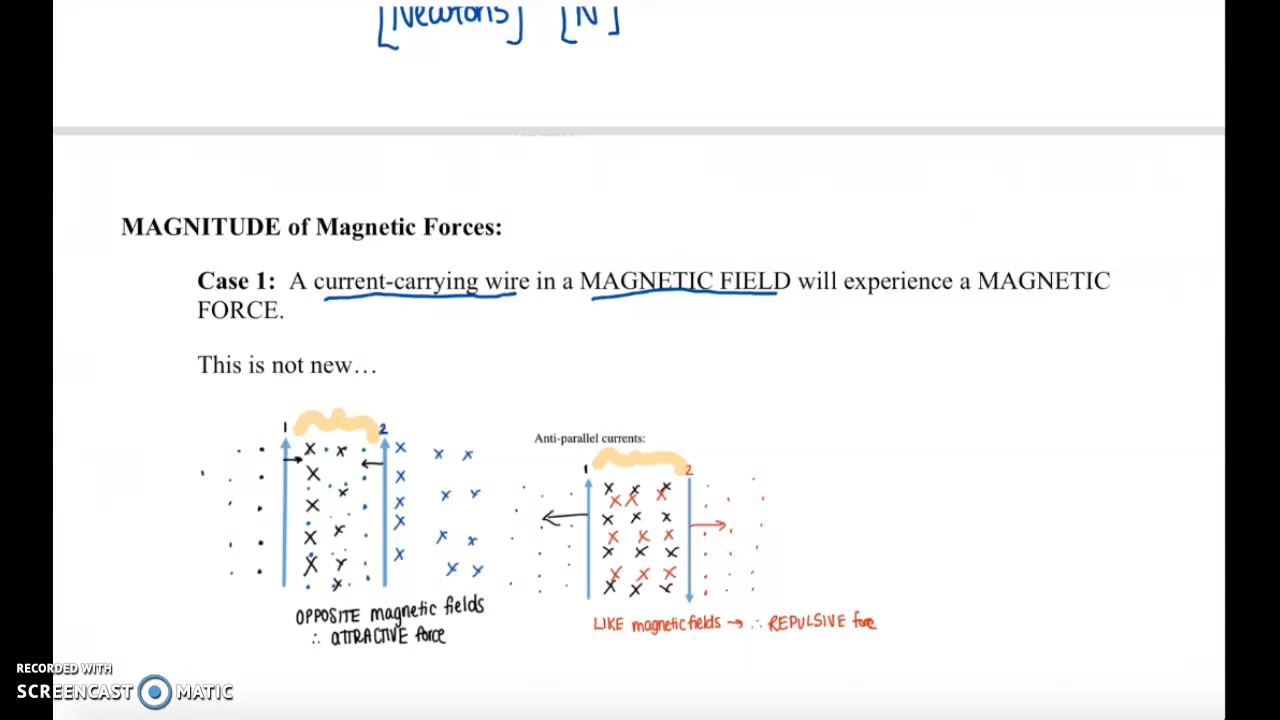 [Newtons] [N]
MAGNITUDE of Magnetic Forces:
Case 1: A current-carrying wire in a MAGNETIC FIELD will experience a MAGNETIC
FORCE.
This is not new…
1 2
Anti-parallel currents:
1 2
OPPOSITE magnetic fields
∴ ATTRACTIVE force
LIKE magnetic fields → ∴ REPULSIVE force
RECORDED WITH
SCREENCAST MATIC